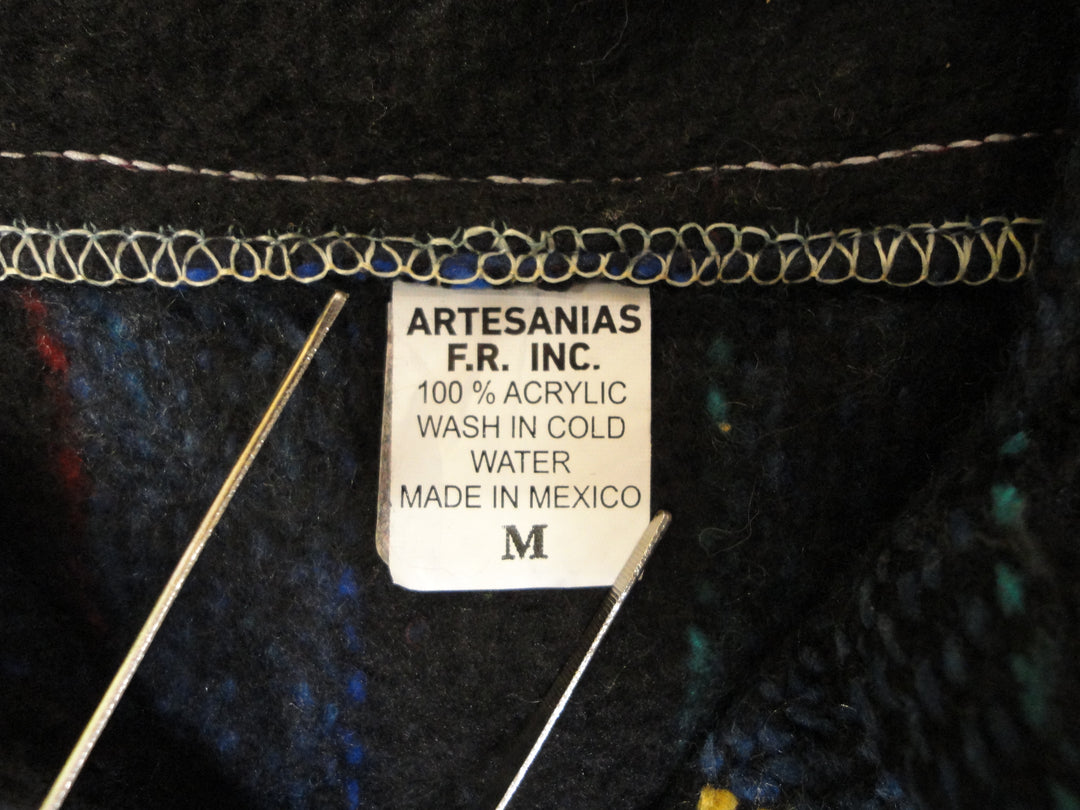 ARTESANIAS
F.R. INC.
100 % ACRYLIC
WASH IN COLD
WATER
MADE IN MEXICO
M